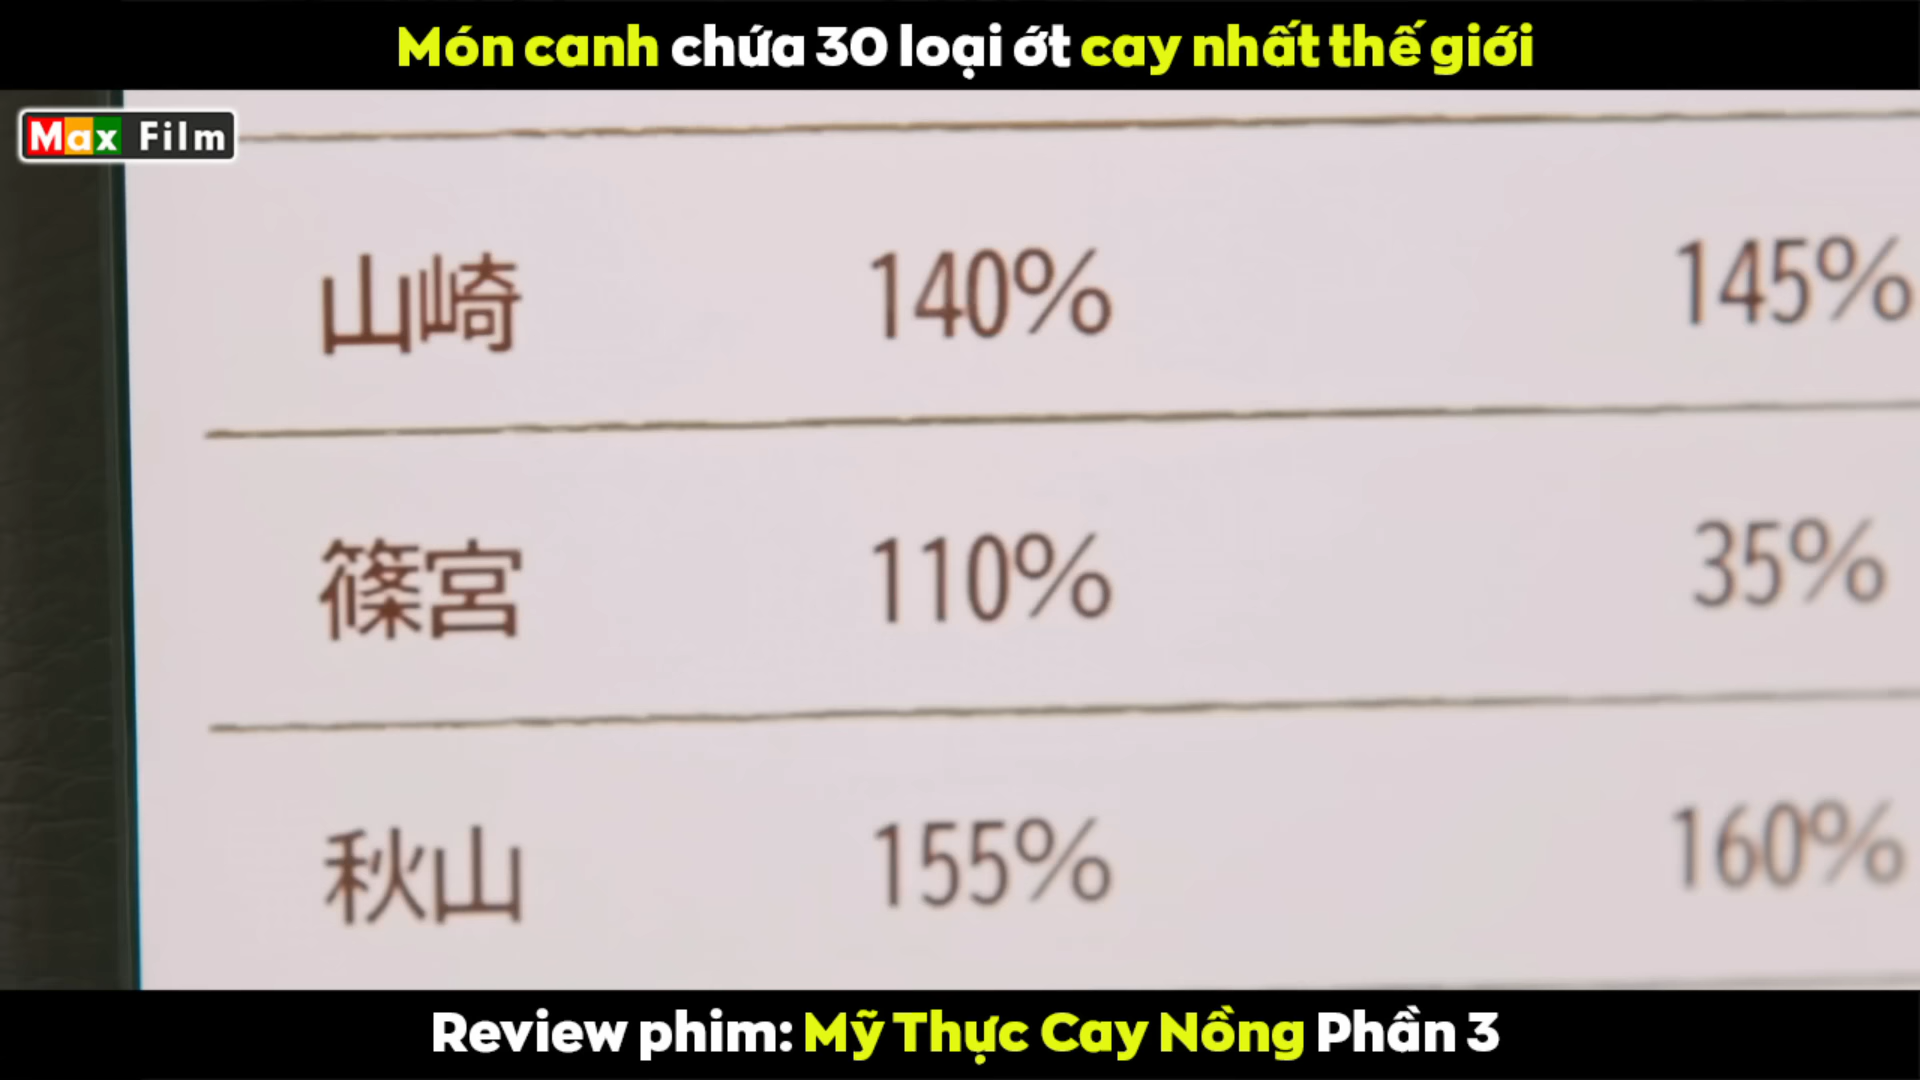 Món canh chứa 30 loại ớt cay nhất thế giới
Max Film
山崎 140% 145%
篠宮 110% 35%
秋山 155% 160%
Review phim: Mỹ Thực Cay Nồng Phần 3